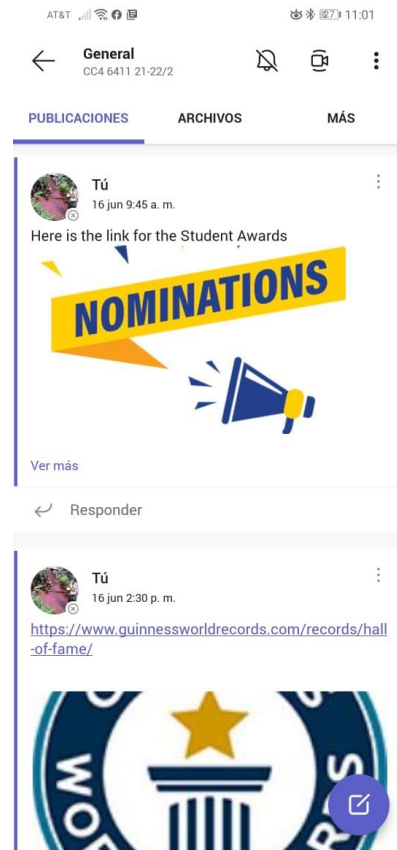 AT&T 27 11:01
General
CC4 6411 21-22/2
PUBLICACIONES ARCHIVOS MÁS
Tú
16 jun 9:45 a. m.
Here is the link for the Student Awards
NOMINATIONS
Ver más
Responder
Tú
16 jun 2:30 p. m.
https://www.guinnessworldrecords.com/records/hall
-of-fame/